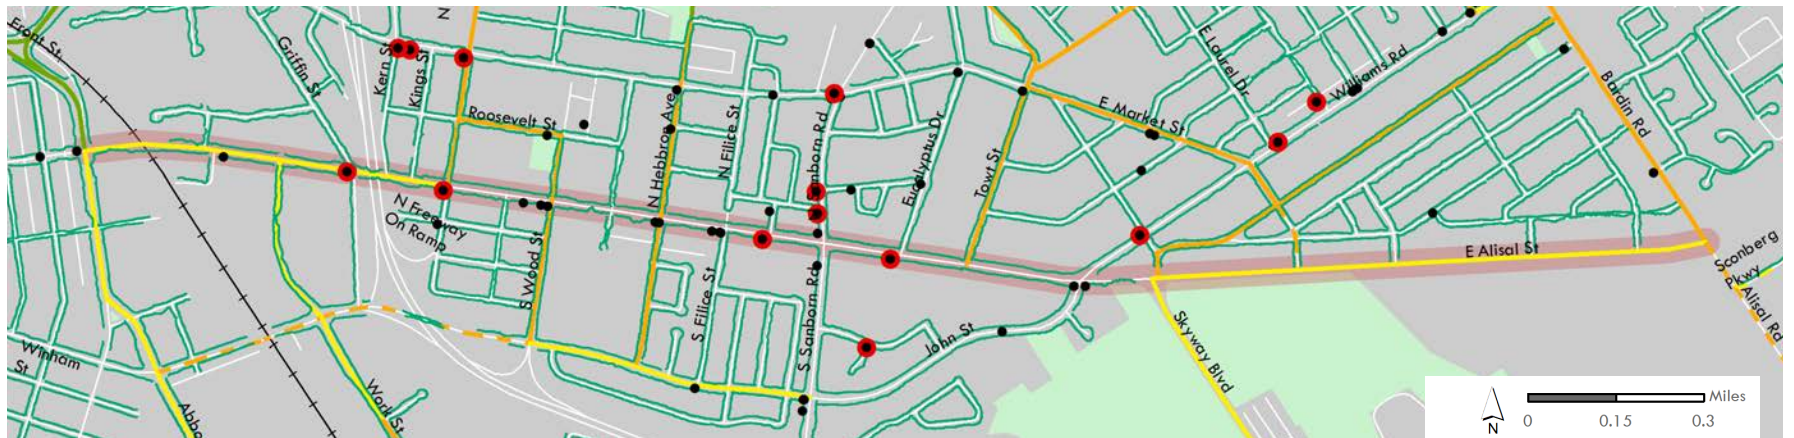 N
Front St
Griffin St
Kern St
Kings St
Roosevelt St
N Hebbron Ave
N Filice St
Eucalyptus Dr
Towt St
E Market St
E Laurel Dr
Williams Rd
Bardin Rd
N Freeway
On Ramp
S Wood St
S Filice St
S Sanborn Rd
John St
E Alisal St
Skyway Blvd
Sconberg
Pkwy
Alisal Rd
Winham
St
Work St
Abbo
N
Miles
0
0.15
0.3